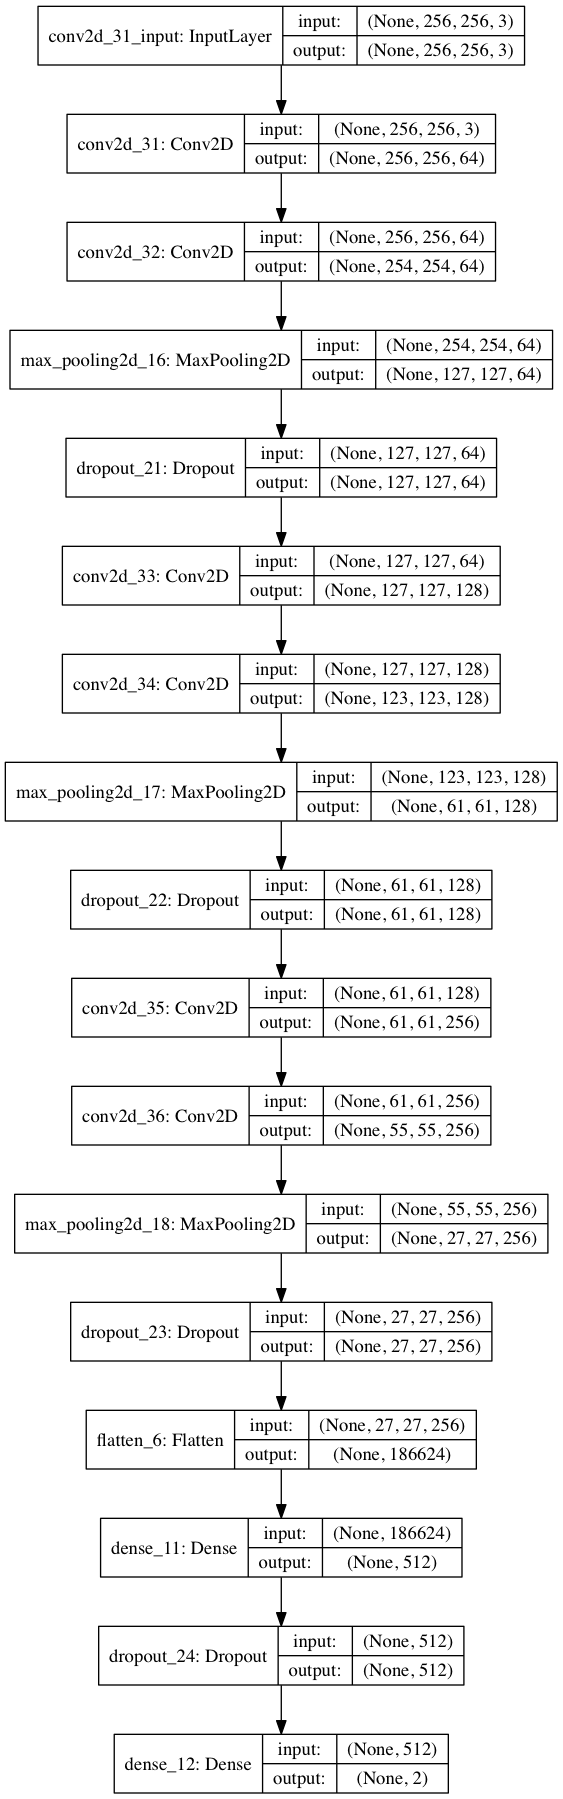 conv2d_31_input: InputLayer
input: (None, 256, 256, 3)
output: (None, 256, 256, 3)
conv2d_31: Conv2D
input: (None, 256, 256, 3)
output: (None, 256, 256, 64)
conv2d_32: Conv2D
input: (None, 256, 256, 64)
output: (None, 254, 254, 64)
max_pooling2d_16: MaxPooling2D
input: (None, 254, 254, 64)
output: (None, 127, 127, 64)
dropout_21: Dropout
input: (None, 127, 127, 64)
output: (None, 127, 127, 64)
conv2d_33: Conv2D
input: (None, 127, 127, 64)
output: (None, 127, 127, 128)
conv2d_34: Conv2D
input: (None, 127, 127, 128)
output: (None, 123, 123, 128)
max_pooling2d_17: MaxPooling2D
input: (None, 123, 123, 128)
output: (None, 61, 61, 128)
dropout_22: Dropout
input: (None, 61, 61, 128)
output: (None, 61, 61, 128)
conv2d_35: Conv2D
input: (None, 61, 61, 128)
output: (None, 61, 61, 256)
conv2d_36: Conv2D
input: (None, 61, 61, 256)
output: (None, 55, 55, 256)
max_pooling2d_18: MaxPooling2D
input: (None, 55, 55, 256)
output: (None, 27, 27, 256)
dropout_23: Dropout
input: (None, 27, 27, 256)
output: (None, 27, 27, 256)
flatten_6: Flatten
input: (None, 27, 27, 256)
output: (None, 186624)
dense_11: Dense
input: (None, 186624)
output: (None, 512)
dropout_24: Dropout
input: (None, 512)
output: (None, 512)
dense_12: Dense
input: (None, 512)
output: (None, 2)